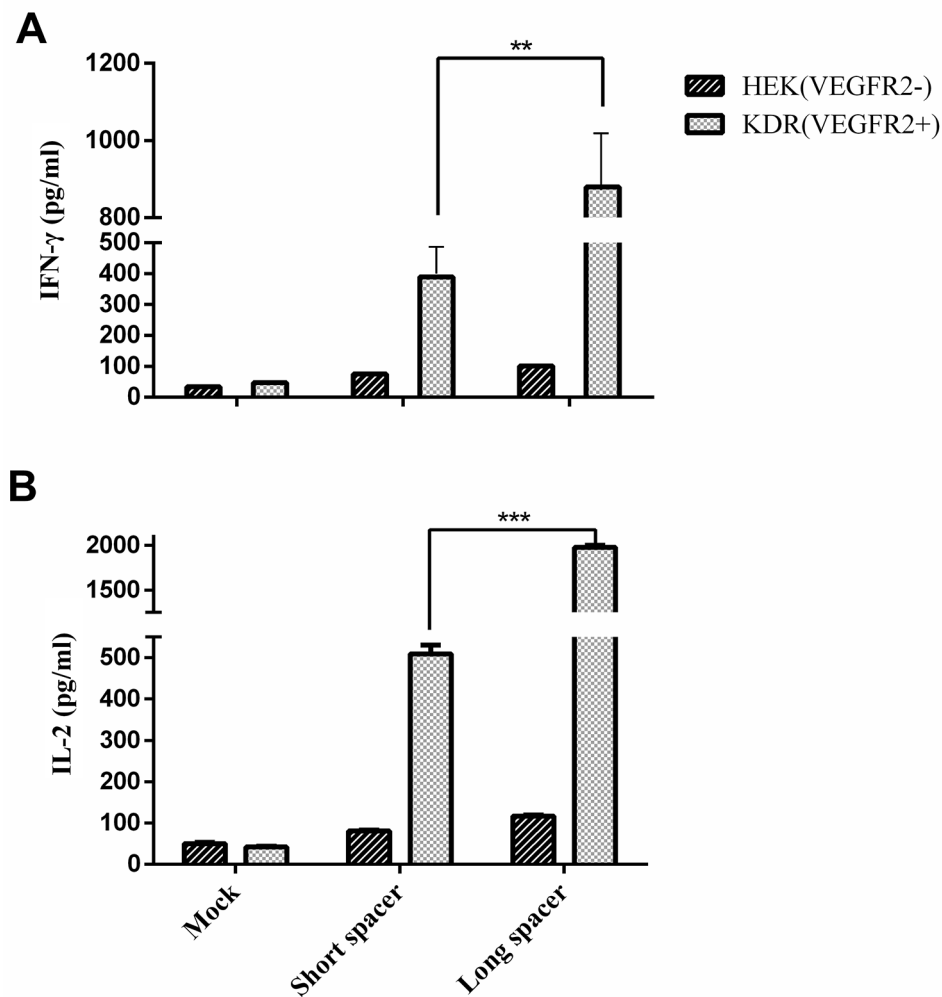 A
**
1200
1000
800
500
400
300
200
100
0
IFN-γ (pg/ml)
HEK(VEGFR2-)
KDR(VEGFR2+)
B
***
2000
1500
500
400
300
200
100
0
IL-2 (pg/ml)
Mock
Short spacer
Long spacer